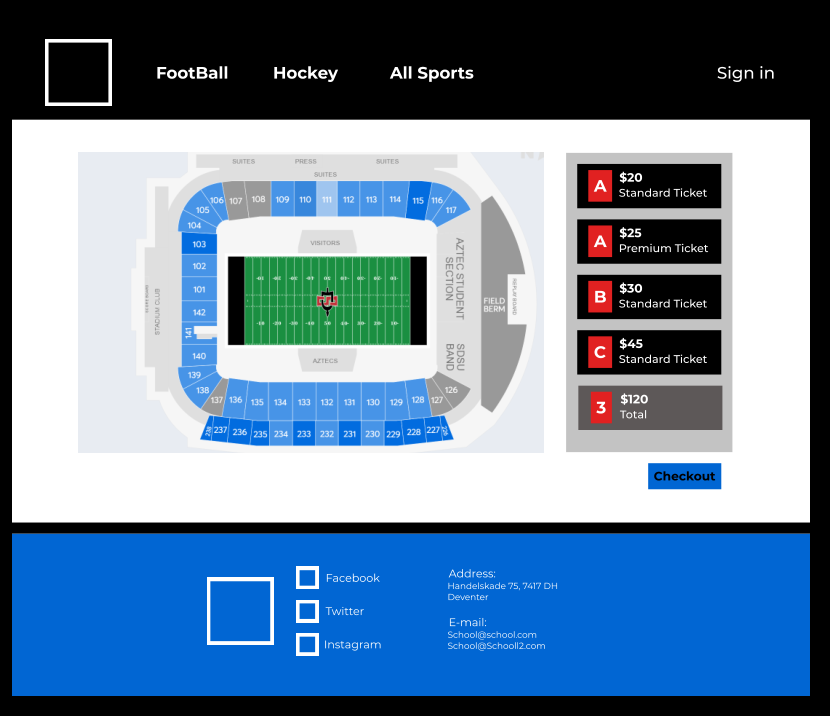 FootBall Hockey All Sports Sign in
SUITES PRESS SUITES
SUITES
106 107 108 109 110 111 112 113 114 115 116
105 117
104
103
102
101
142
141
140
139
138
137 136 135 134 133 132 131 130 129 128 127 126
237 236 235 234 233 232 231 230 229 228 227
VISITORS
AZTECS
STADIUM CLUB
AZTEC STUDENT
SECTION
SDSU
BAND
FIELD
BERM
REPLAY BOARD
A $20
Standard Ticket
A $25
Premium Ticket
B $30
Standard Ticket
C $45
Standard Ticket
3 $120
Total
Checkout
Facebook
Twitter
Instagram
Address:
Handelskade 75, 7417 DH
Deventer
E-mail:
School@school.com
School@Schooll2.com